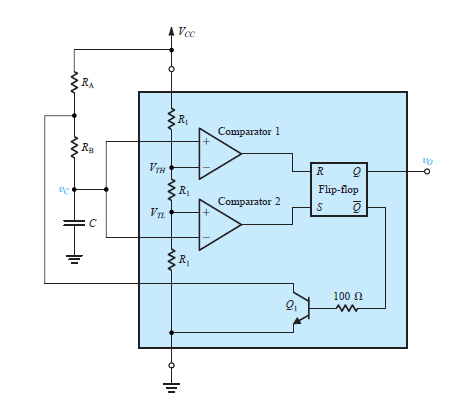 V_CC
R_A
R_1
Comparator 1
+
R_B
V_TH
−
R
Q
v_O
v_C
R_1
Flip-flop
Comparator 2
V_TL
+
S
Q̅
C
−
R_1
Q_1
100 Ω